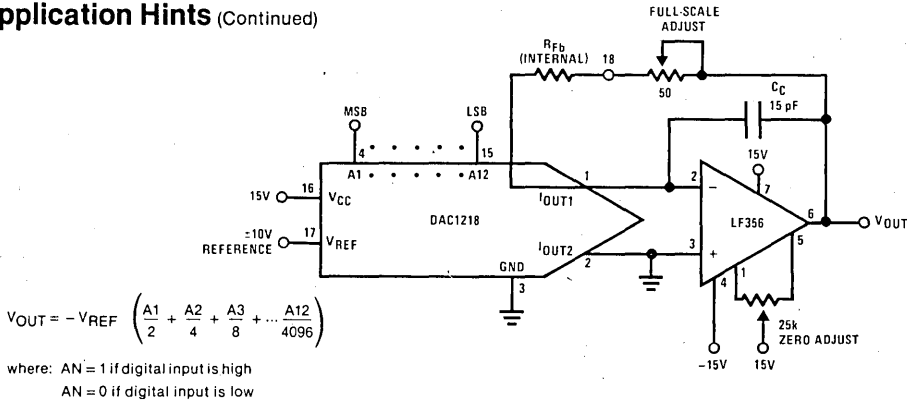 pplication Hints (Continued)
FULL-SCALE
ADJUST
RFb
(INTERNAL)
18
50
CC
15 pF
MSB
LSB
4
15
A1
A12
15V
16
VCC
DAC1218
±10V
REFERENCE
17
VREF
IOUT1
1
IOUT2
2
GND
3
15V
7
2
−
LF356
6
VOUT
3
+
5
4
1
25k
ZERO ADJUST
−15V
15V
VOUT = − VREF (A1/2 + A2/4 + A3/8 + ··· A12/4096)
where: AN = 1 if digital input is high
AN = 0 if digital input is low